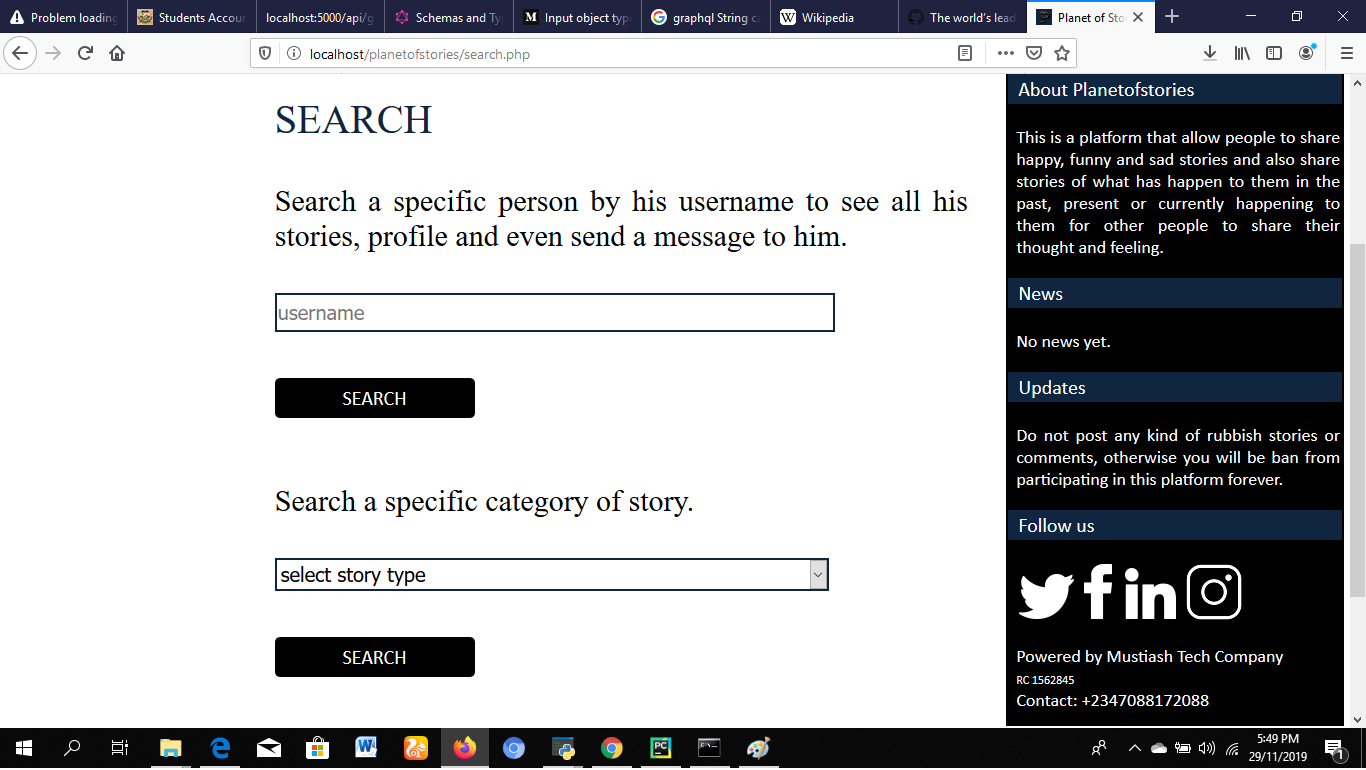 Problem loading
Students Accou
localhost:5000/api/g
Schemas and Ty
Input object type
graphql String ca
Wikipedia
The world's lead
Planet of Sto
localhost/planetofstories/search.php
SEARCH
Search a specific person by his username to see all his
stories, profile and even send a message to him.
username
SEARCH
Search a specific category of story.
select story type
SEARCH
About Planetofstories
This is a platform that allow people to share
happy, funny and sad stories and also share
stories of what has happen to them in the
past, present or currently happening to
them for other people to share their
thought and feeling.
News
No news yet.
Updates
Do not post any kind of rubbish stories or
comments, otherwise you will be ban from
participating in this platform forever.
Follow us
Powered by Mustiash Tech Company
RC 1562845
Contact: +2347088172088
5:49 PM
29/11/2019
1